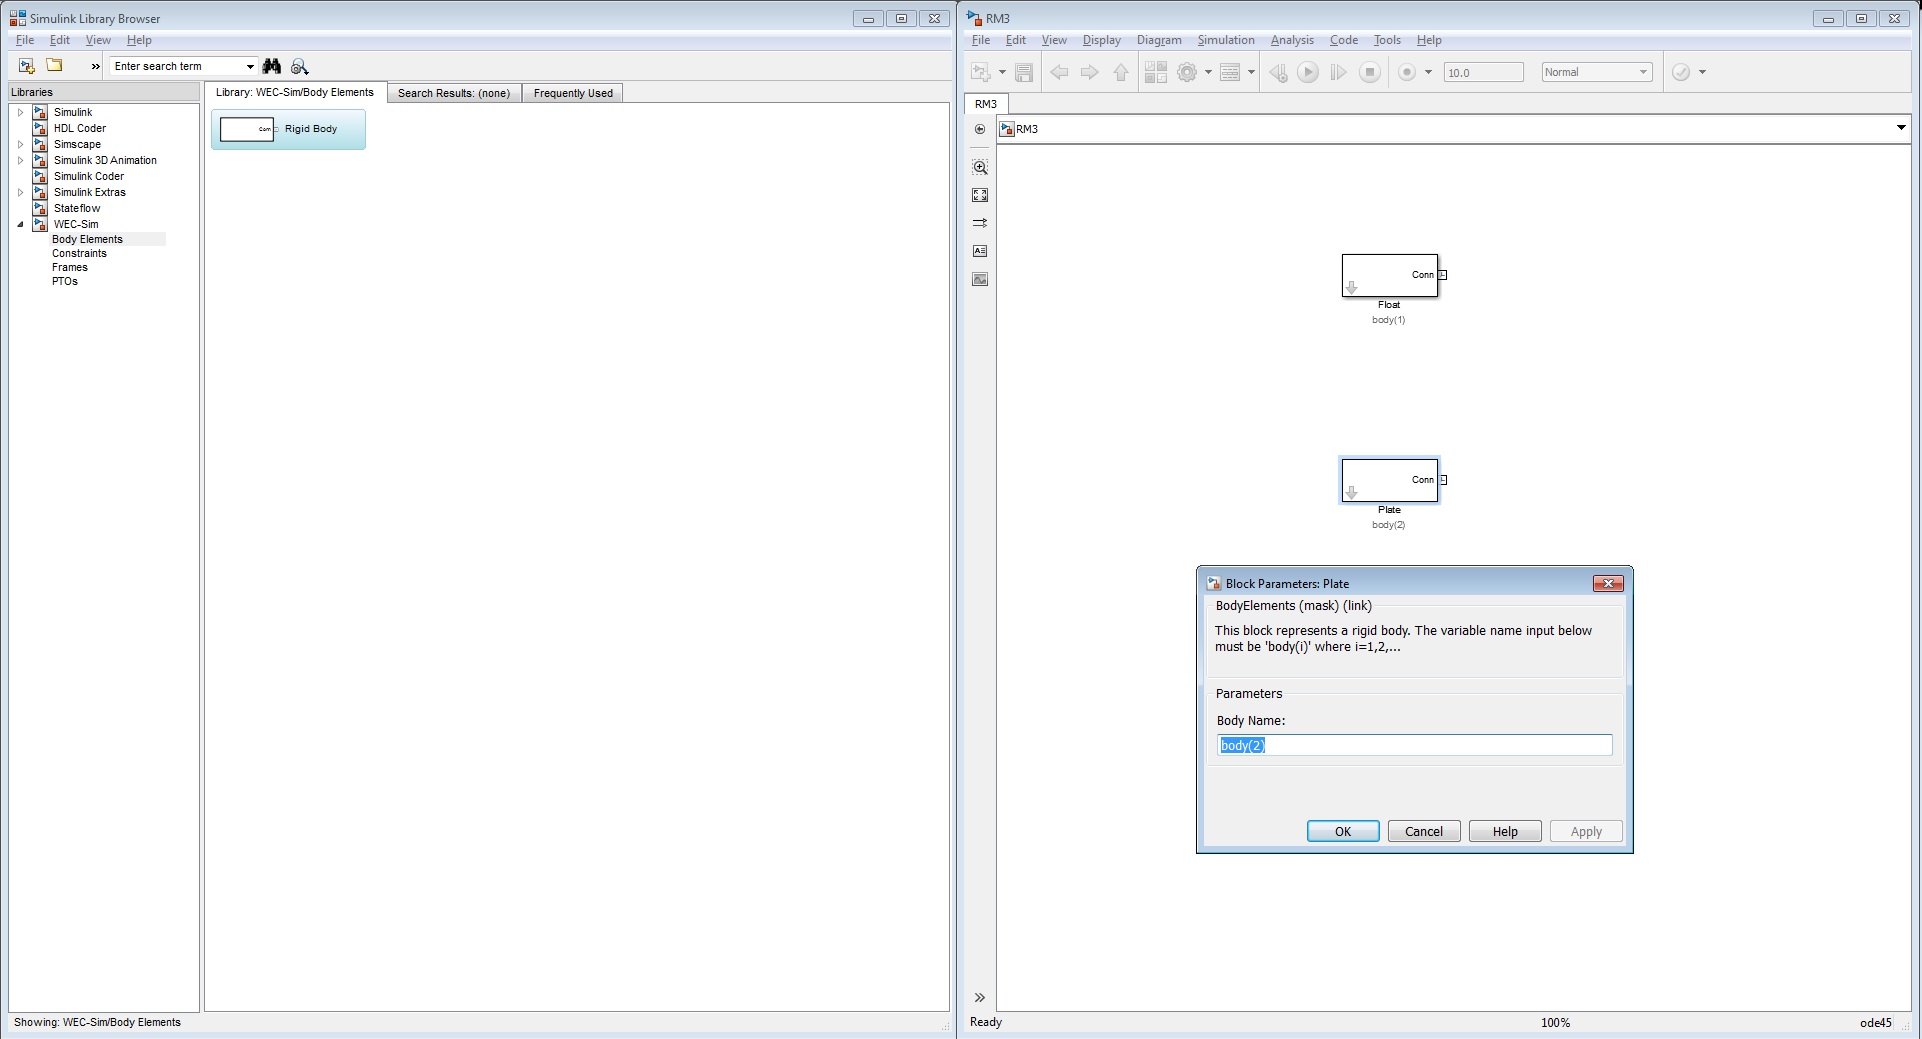 Simulink Library Browser
File Edit View Help
» Enter search term
Libraries
Simulink
HDL Coder
Simscape
Simulink 3D Animation
Simulink Coder
Simulink Extras
Stateflow
WEC-Sim
Body Elements
Constraints
Frames
PTOs
Library: WEC-Sim/Body Elements Search Results: (none) Frequently Used
Conn Rigid Body
Showing: WEC-Sim/Body Elements
RM3
File Edit View Display Diagram Simulation Analysis Code Tools Help
10.0 Normal
RM3
RM3
Conn
Float
body(1)
Conn
Plate
body(2)
Block Parameters: Plate
BodyElements (mask) (link)
This block represents a rigid body. The variable name input below
must be 'body(i)' where i=1,2,...
Parameters
Body Name:
body(2)
OK Cancel Help Apply
»
Ready 100% ode45